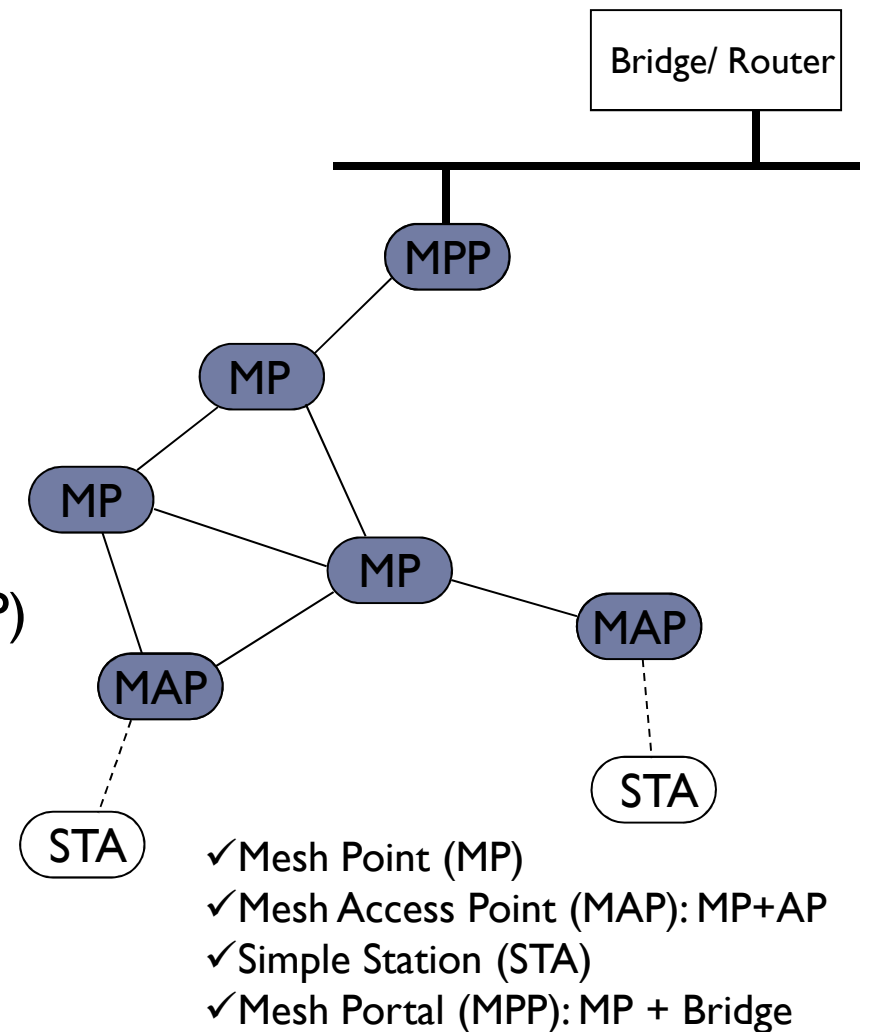 Bridge/ Router
MPP
MP
MP
MP
P)
MAP
MAP
STA
STA
✓Mesh Point (MP)
✓Mesh Access Point (MAP): MP+AP
✓Simple Station (STA)
✓Mesh Portal (MPP): MP + Bridge